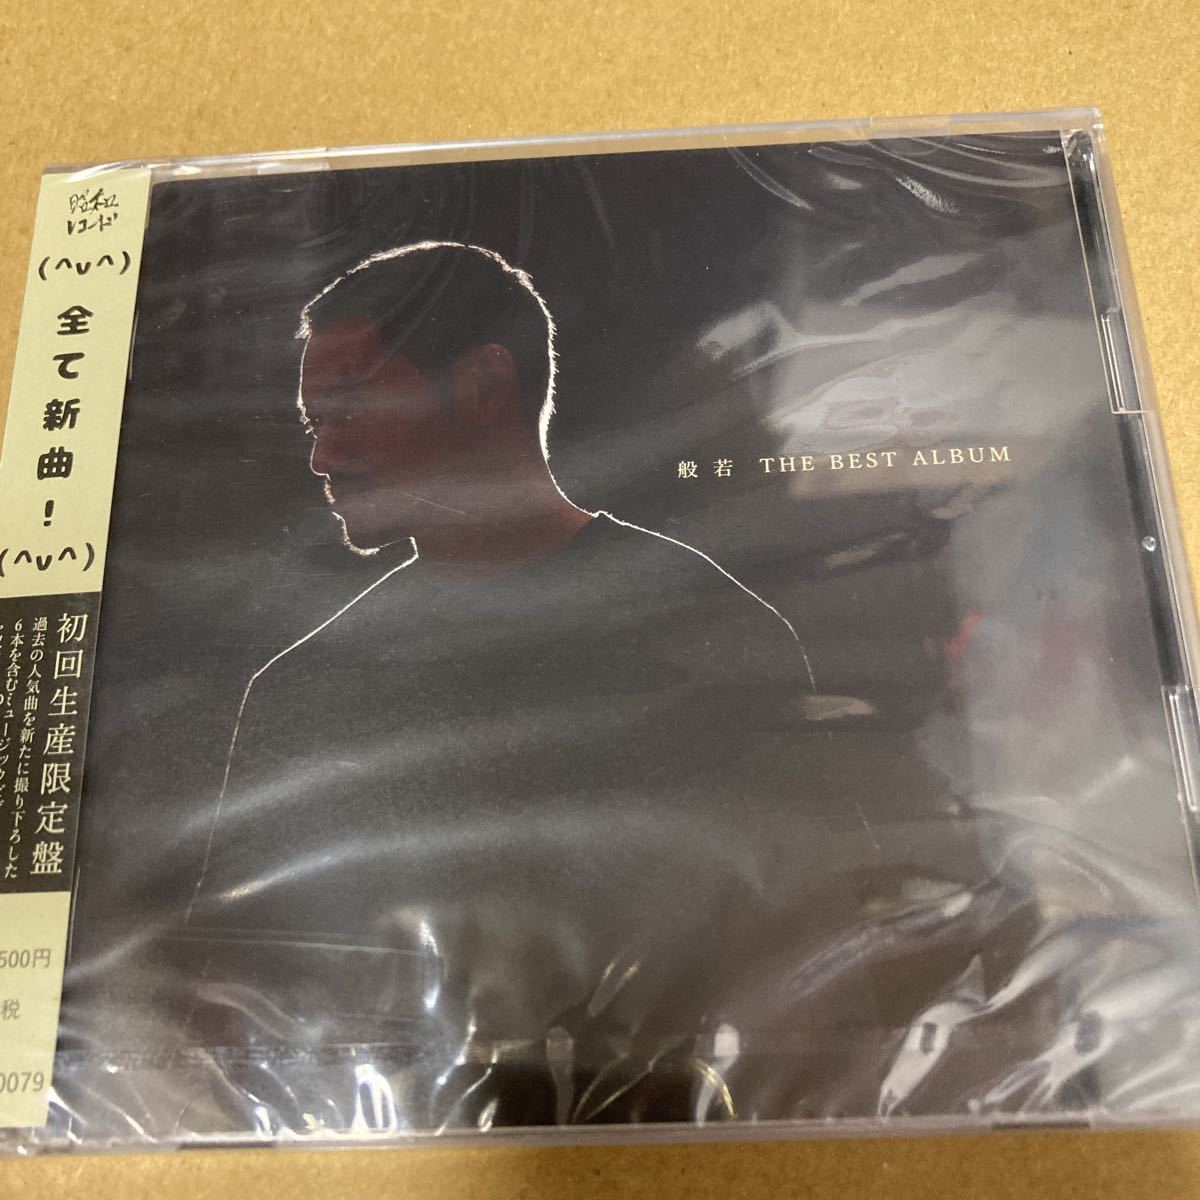 昭和
レコード
(^v^)
全て新曲!
(^v^)
初回生産限定盤
過去の人気曲を新たに撮り下ろした
6本を含むミュージックビデ
500円
税
0079
般若 THE BEST ALBUM